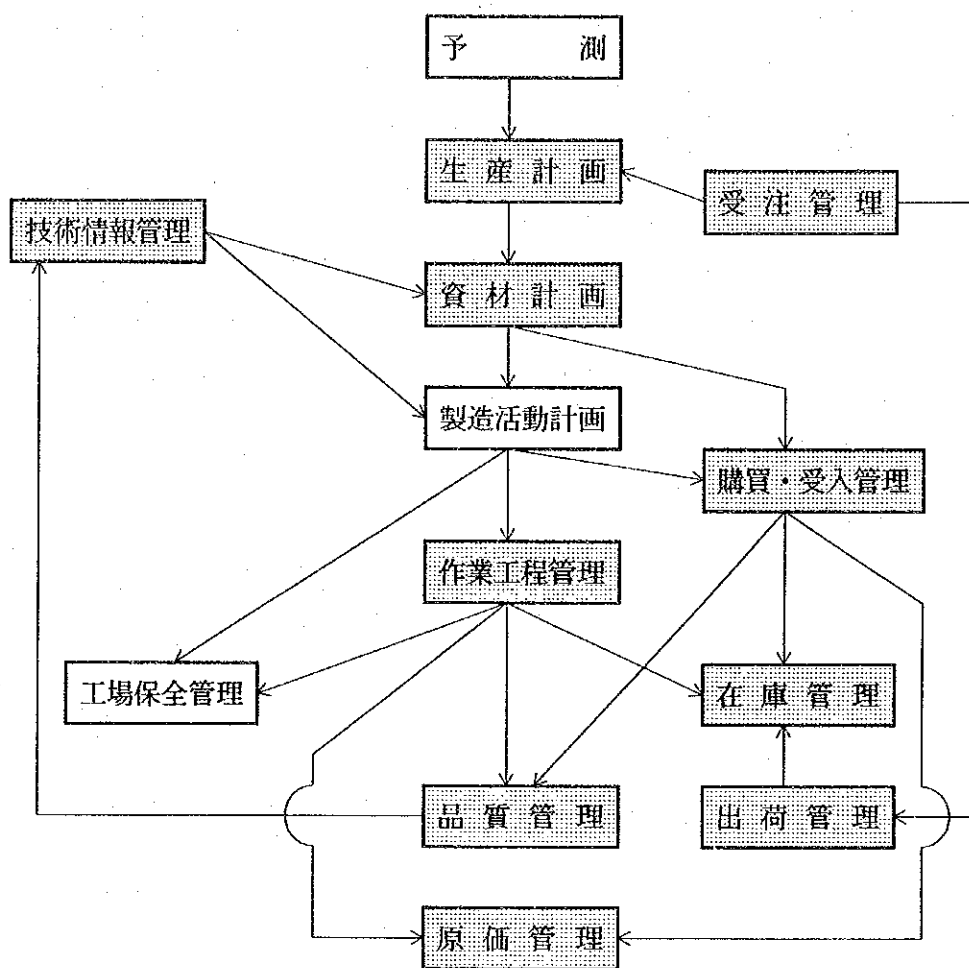 予測
生産計画
受注管理
技術情報管理
資材計画
製造活動計画
購買・受入管理
作業工程管理
工場保全管理
在庫管理
品質管理
出荷管理
原価管理